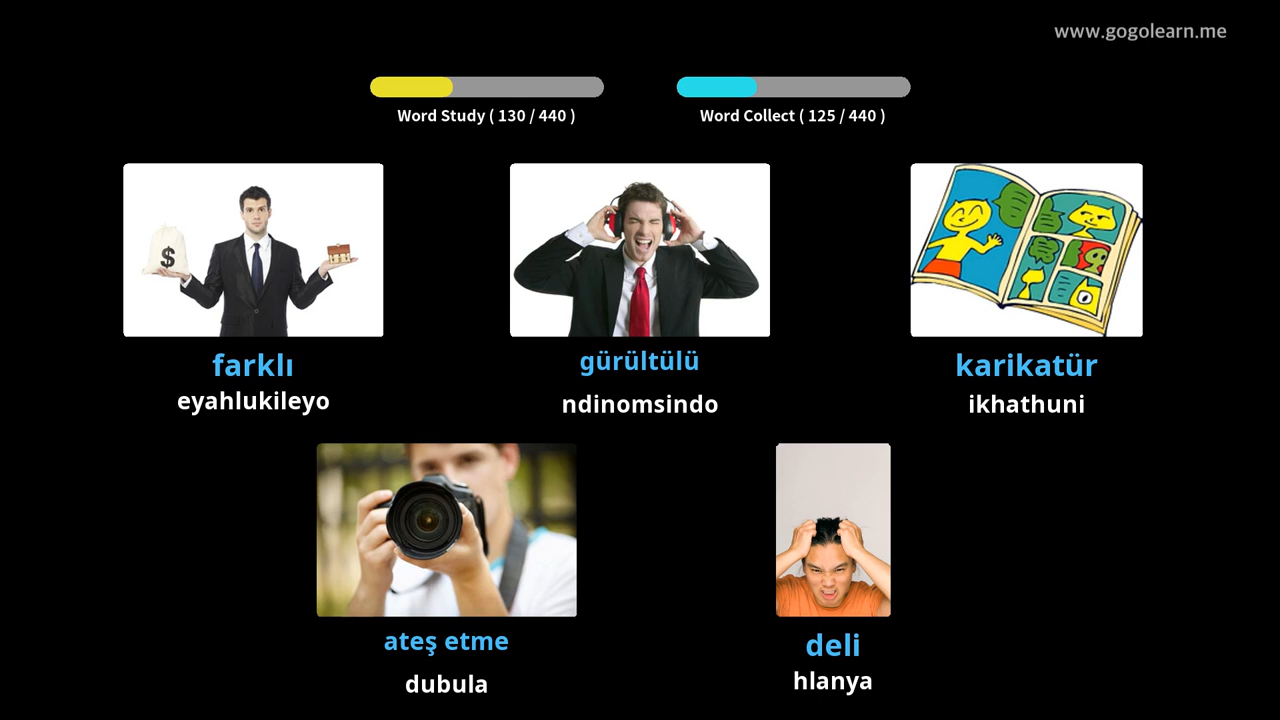 www.gogolearn.me
Word Study ( 130 / 440 )
Word Collect ( 125 / 440 )
farklı
eyahlukileyo
gürültülü
ndinomsindo
karikatür
ikhathuni
ateş etme
dubula
deli
hlanya